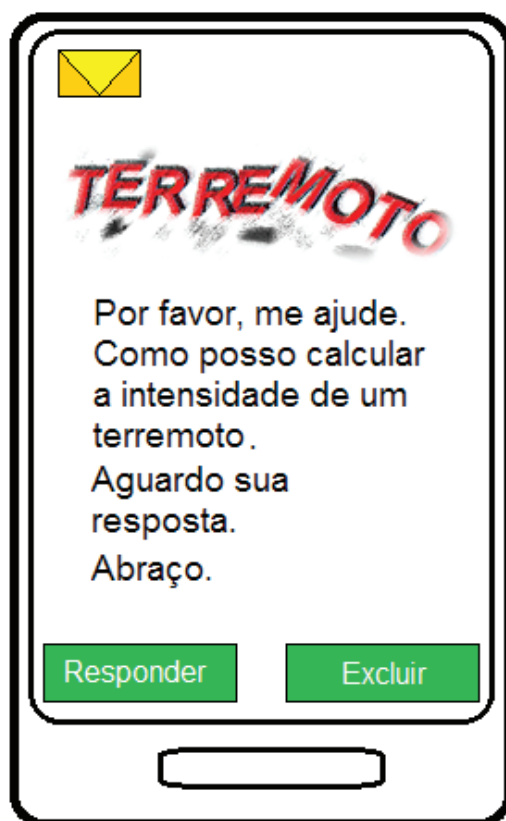 TERREMOTO
Por favor, me ajude.
Como posso calcular
a intensidade de um
terremoto.
Aguardo sua
resposta.
Abraço.
Responder
Excluir